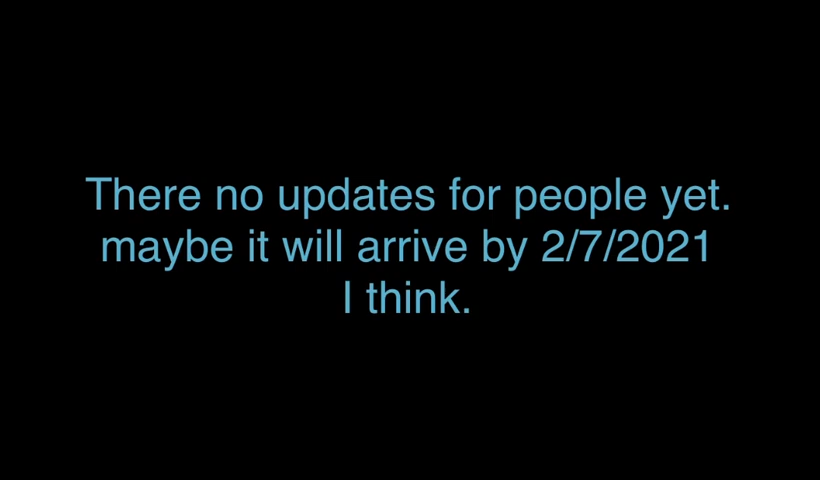 There no updates for people yet.
maybe it will arrive by 2/7/2021
I think.